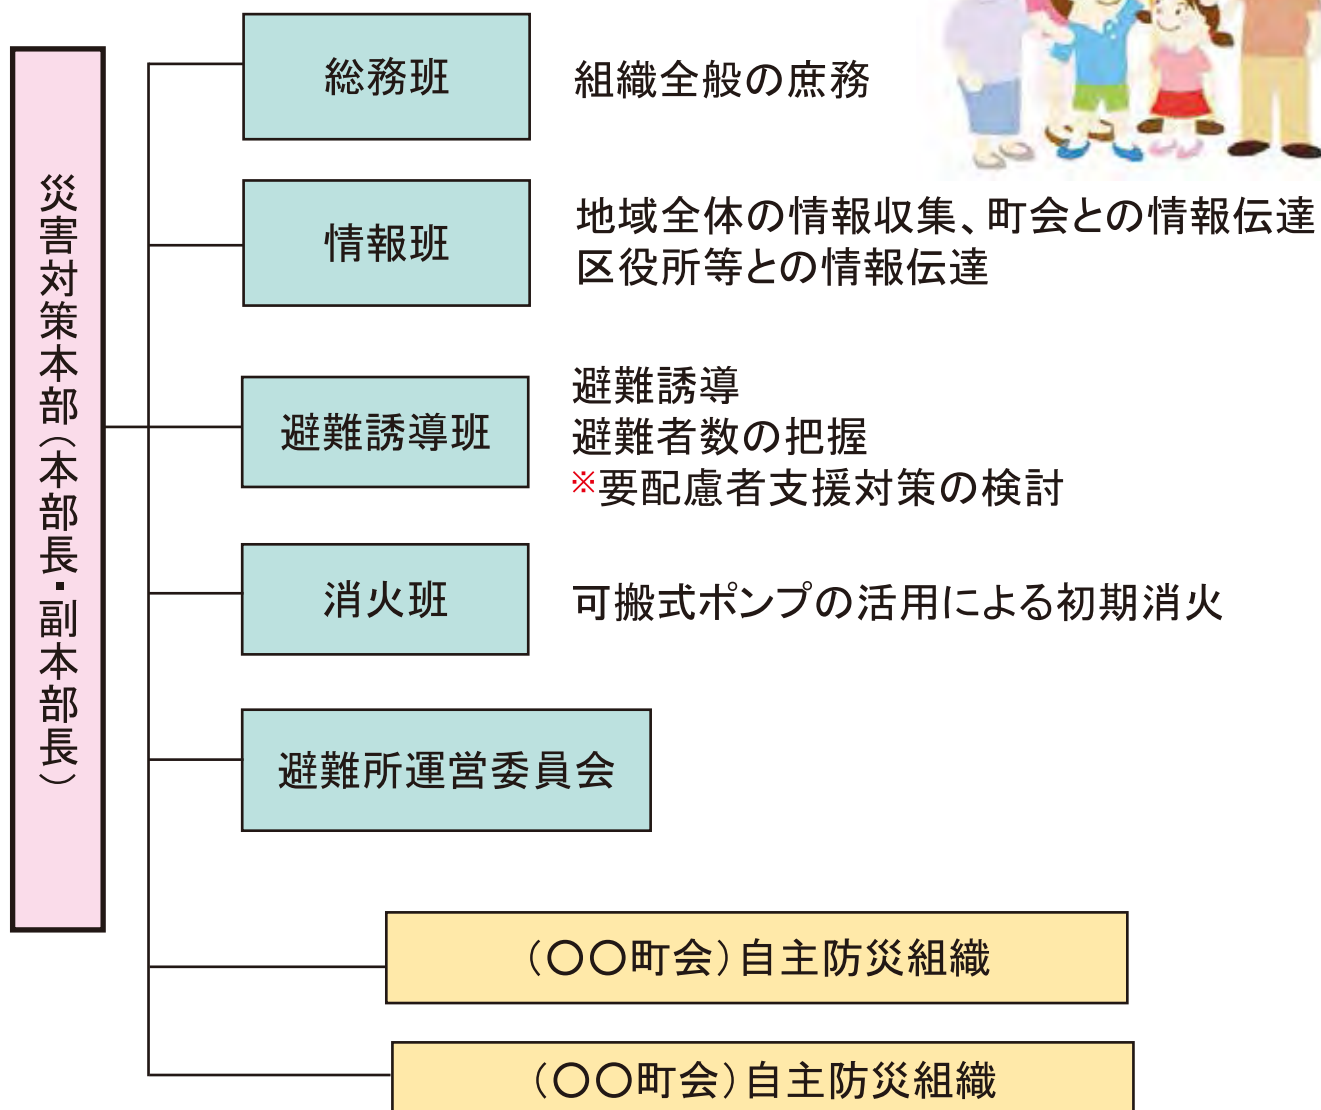 災害対策本部（本部長・副本部長）
総務班
組織全般の庶務
情報班
地域全体の情報収集、町会との情報伝達
区役所等との情報伝達
避難誘導班
避難誘導
避難者数の把握
※要配慮者支援対策の検討
消火班
可搬式ポンプの活用による初期消火
避難所運営委員会
（〇〇町会）自主防災組織
（〇〇町会）自主防災組織